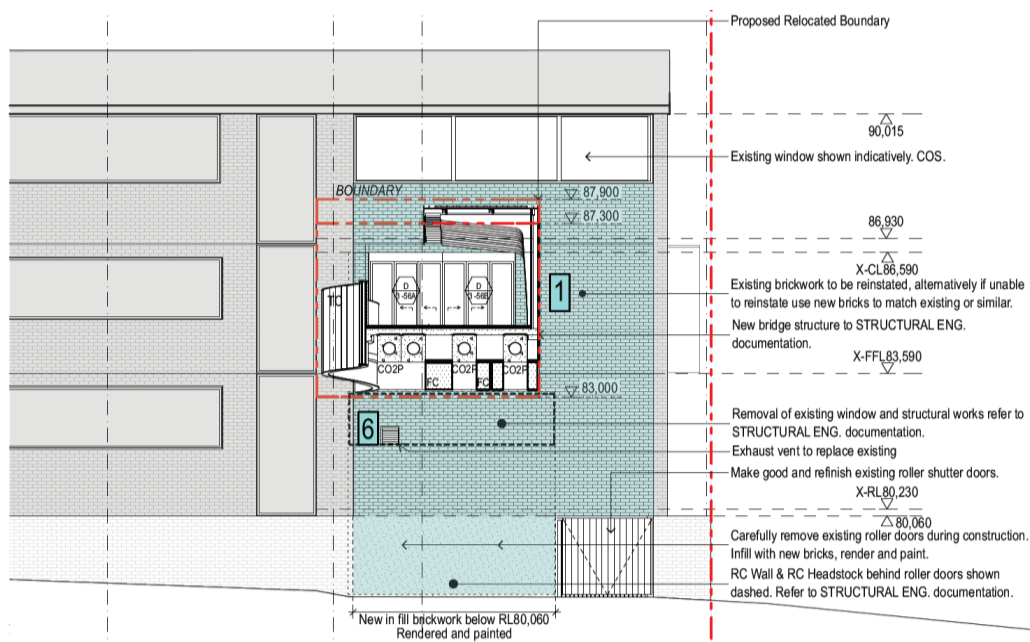 Proposed Relocated Boundary
90,015
Existing window shown indicatively. COS.
BOUNDARY
87,900
87,300
86,930
X-CL86,590
D
D
-56A
-56B
1
Existing brickwork to be reinstated, alternatively if unable
to reinstate use new bricks to match existing or similar.
TC
New bridge structure to STRUCTURAL ENG.
documentation.
X-FFL83,590
CO2P
CO2P
CO2P
FC
FC
83,000
Removal of existing window and structural works refer to
STRUCTURAL ENG. documentation.
6
Exhaust vent to replace existing
Make good and refinish existing roller shutter doors.
X-RL80,230
80,060
Carefully remove existing roller doors during construction.
Infill with new bricks, render and paint.
RC Wall & RC Headstock behind roller doors shown
dashed. Refer to STRUCTURAL ENG. documentation.
New in fill brickwork below RL80,060
Rendered and painted